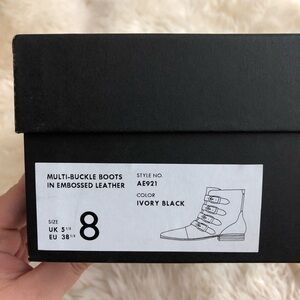 MULTI-BUCKLE BOOTS
IN EMBOSSED LEATHER
STYLE NO.
AE921
COLOR
IVORY BLACK
SIZE
UK 5 1/2
EU 38 1/2
8